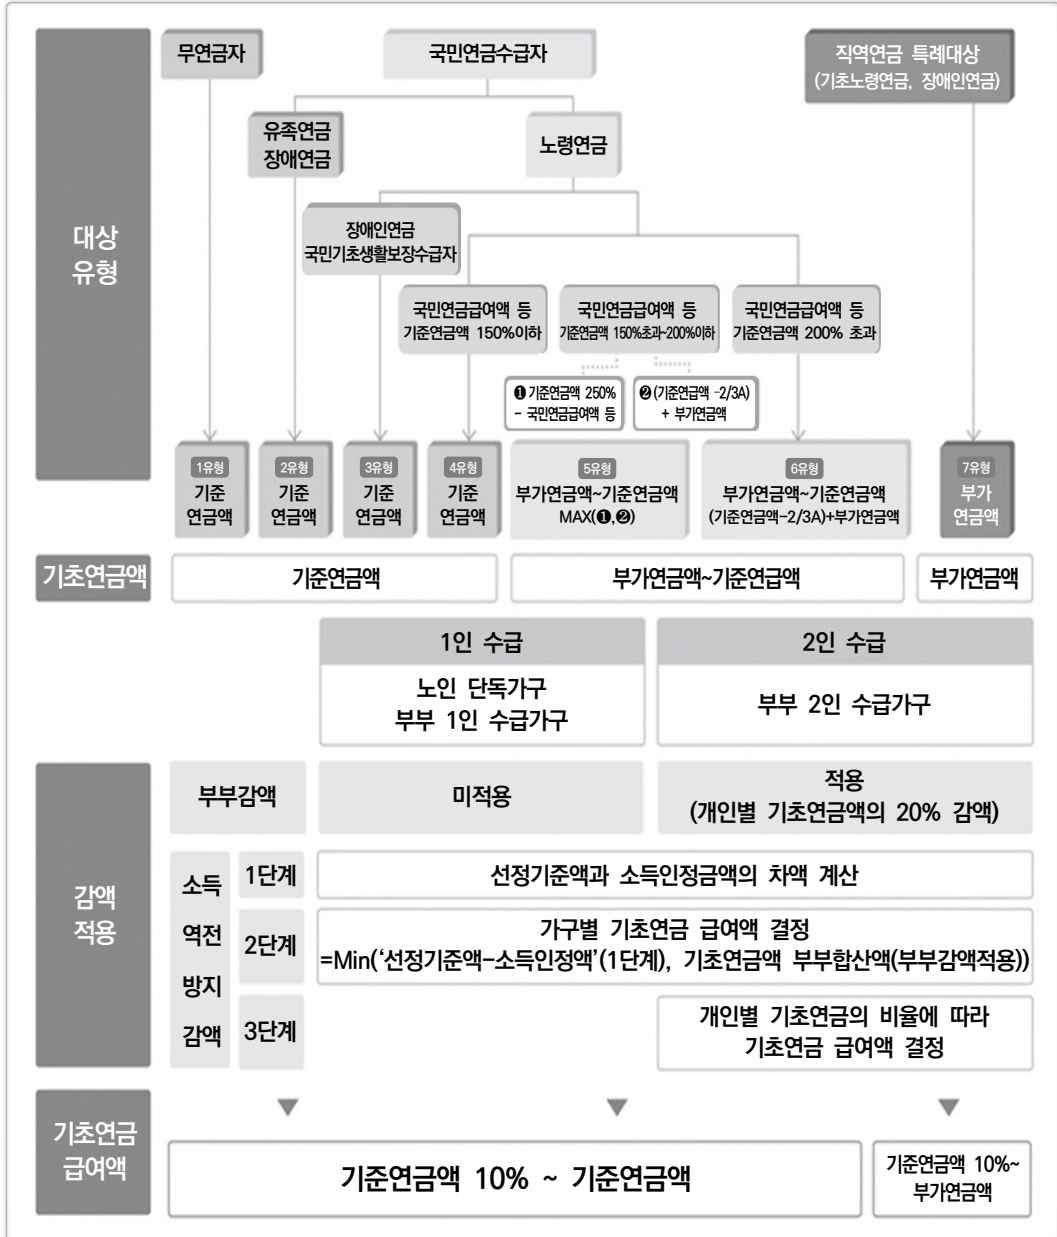 대상
유형
무연금자
국민연금수급자
직역연금 특례대상
(기초노령연금, 장애인연금)
유족연금
장애연금
노령연금
장애인연금
국민기초생활보장수급자
국민연금급여액 등
기준연금액 150%이하
국민연금급여액 등
기준연금액 150%초과~200%이하
국민연금급여액 등
기준연금액 200% 초과
❶ 기준연금액 250%
- 국민연금급여액 등
❷ (기준연급액 -2/3A)
+ 부가연금액
1유형
기준
연금액
2유형
기준
연금액
3유형
기준
연금액
4유형
기준
연금액
5유형
부가연금액~기준연금액
MAX(❶,❷)
6유형
부가연금액~기준연금액
(기준연금액-2/3A)+부가연금액
7유형
부가
연금액
기초연금액
기준연금액
부가연금액~기준연급액
부가연금액
1인 수급
2인 수급
노인 단독가구
부부 1인 수급가구
부부 2인 수급가구
감액
적용
부부감액
미적용
적용
(개인별 기초연금액의 20% 감액)
소득
역전
방지
감액
1단계
선정기준액과 소득인정금액의 차액 계산
2단계
가구별 기초연금 급여액 결정
=Min(‘선정기준액-소득인정액’(1단계), 기초연금액 부부합산액(부부감액적용))
3단계
개인별 기초연금의 비율에 따라
기초연금 급여액 결정
기초연금
급여액
기준연금액 10% ~ 기준연금액
기준연금액 10%~
부가연금액